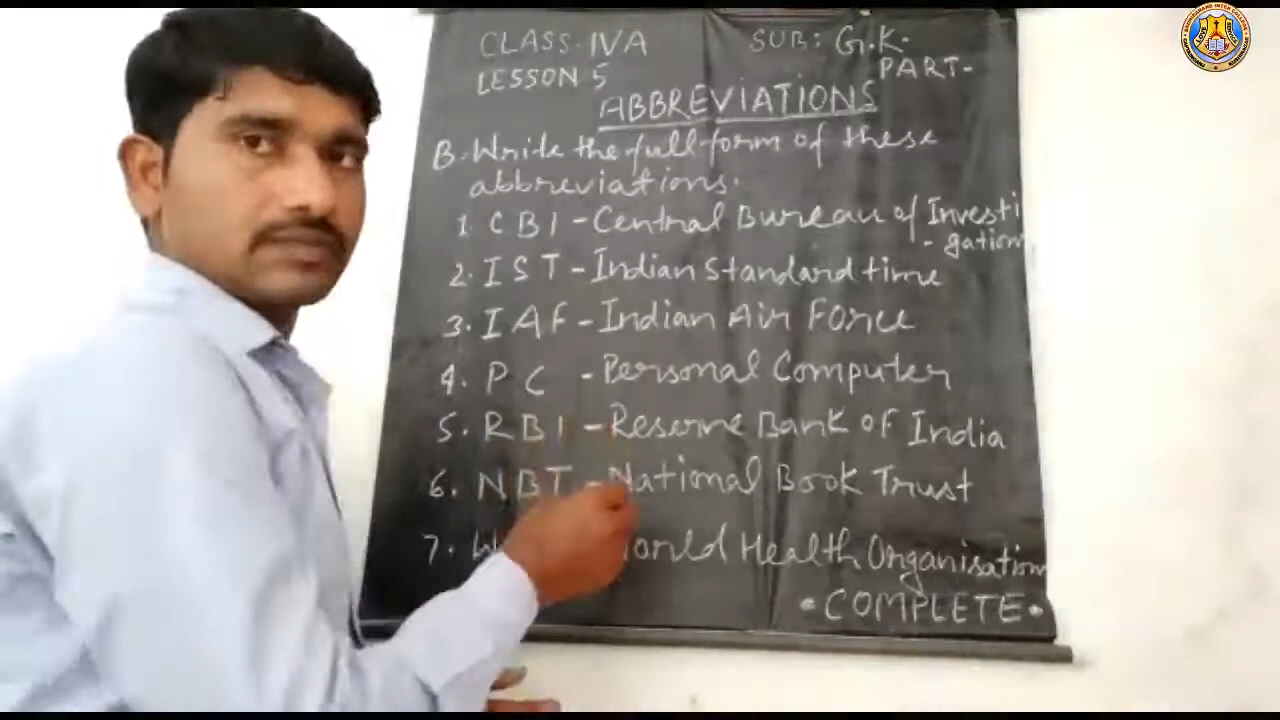 CLASS-IVA SUB: G.K.
LESSON 5 PART-
ABBREVIATIONS
B. Write the full form of these
abbreviations.
1. CBI - Central Bureau of Investi
- gation
2. IST - Indian Standard time
3. IAF - Indian Air Force
4. PC - Personal Computer
5. RBI - Reserve Bank of India
6. NBT - National Book Trust
7. World Health Organisation
• COMPLETE •